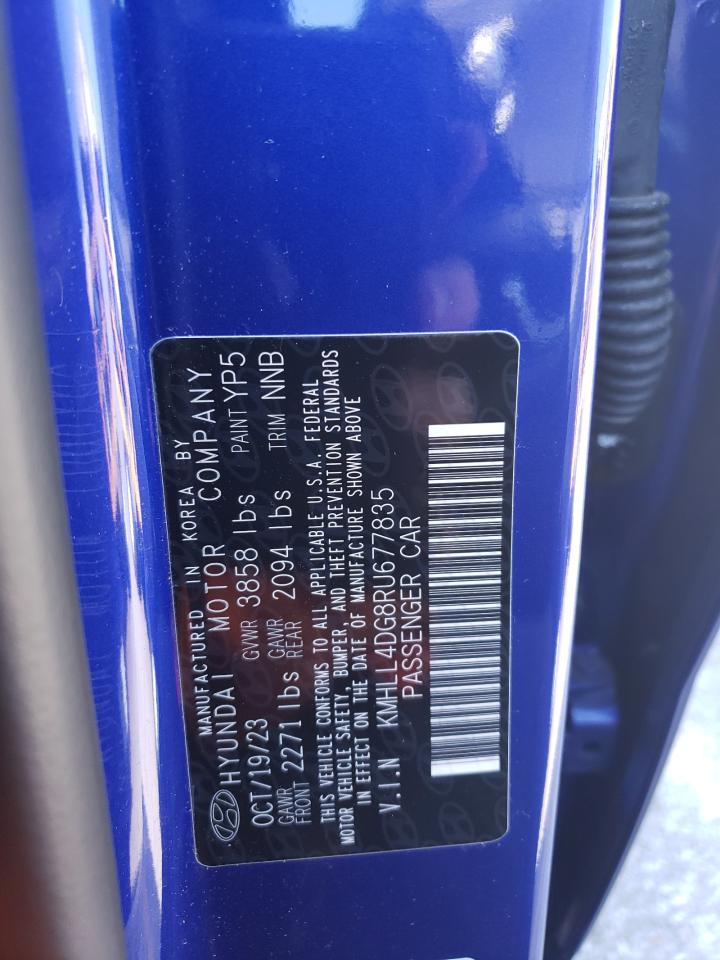 MANUFACTURED IN KOREA BY
HYUNDAI MOTOR COMPANY
OCT/19/23 GVWR 3858 lbs PAINT YP5
GAWR FRONT 2271 lbs GAWR REAR 2094 lbs TRIM NNB
THIS VEHICLE CONFORMS TO ALL APPLICABLE U.S.A. FEDERAL
MOTOR VEHICLE SAFETY, BUMPER, AND THEFT PREVENTION STANDARDS
IN EFFECT ON THE DATE OF MANUFACTURE SHOWN ABOVE
V.I.N : KMHLL4DG8RU677835
PASSENGER CAR